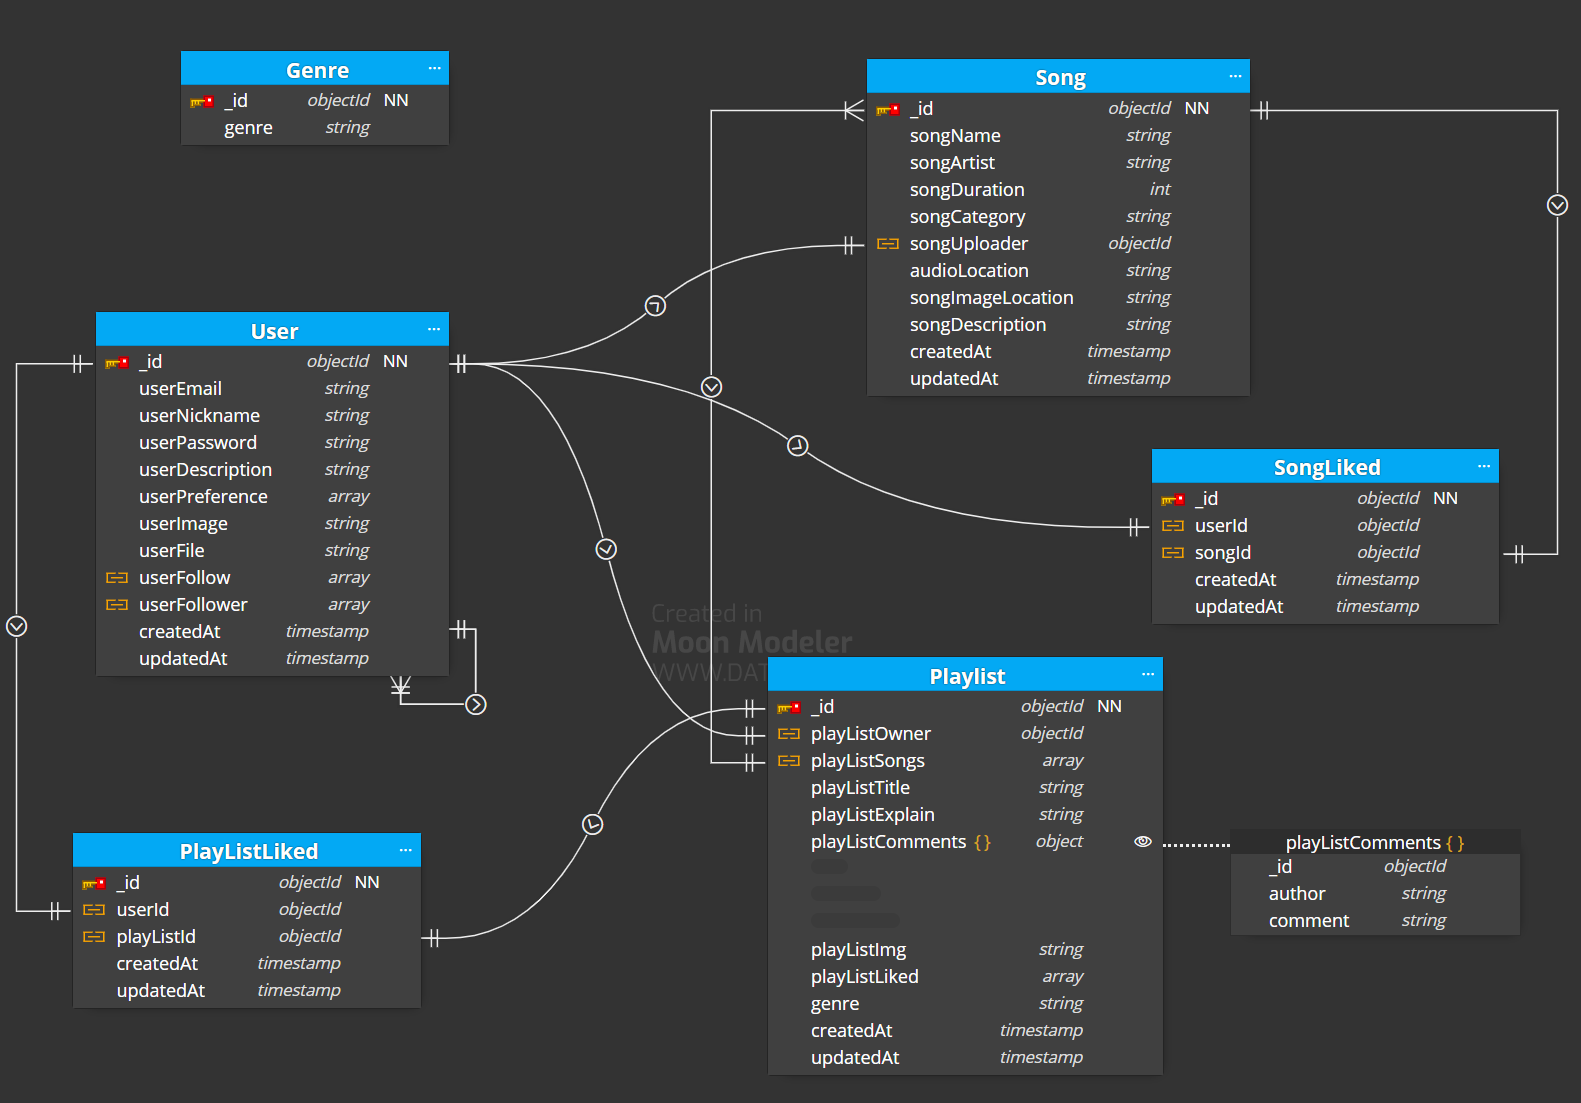 Genre ...
_id objectId NN
genre string
Song ...
_id objectId NN
songName string
songArtist string
songDuration int
songCategory string
songUploader objectId
audioLocation string
songImageLocation string
songDescription string
createdAt timestamp
updatedAt timestamp
User ...
_id objectId NN
userEmail string
userNickname string
userPassword string
userDescription string
userPreference array
userImage string
userFile string
userFollow array
userFollower array
createdAt timestamp
updatedAt timestamp
SongLiked ...
_id objectId NN
userId objectId
songId objectId
createdAt timestamp
updatedAt timestamp
Created in
Moon Modeler
WWW.DAT
Playlist ...
_id objectId NN
playListOwner objectId
playListSongs array
playListTitle string
playListExplain string
playListComments { } object
playListImg string
playListLiked array
genre string
createdAt timestamp
updatedAt timestamp
playListComments { }
_id objectId
author string
comment string
PlayListLiked ...
_id objectId NN
userId objectId
playListId objectId
createdAt timestamp
updatedAt timestamp